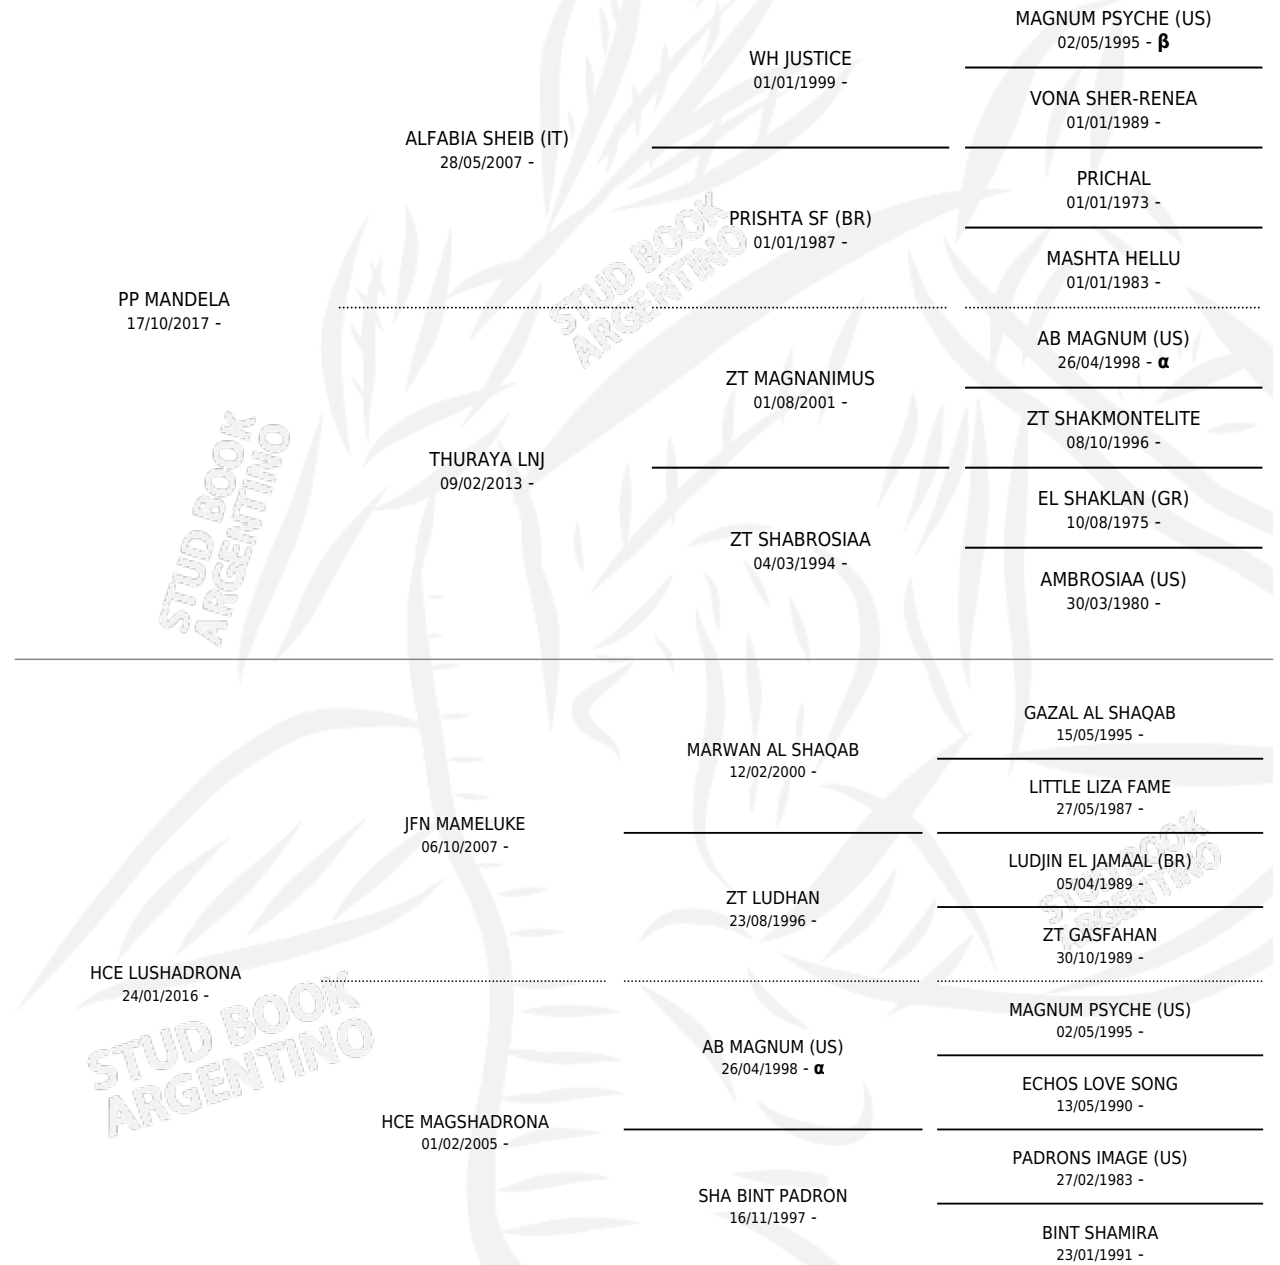 MAGNUM PSYCHE (US)
02/05/1995 - β
WH JUSTICE
01/01/1999 -
VONA SHER-RENEA
01/01/1989 -
ALFABIA SHEIB (IT)
28/05/2007 -
PRICHAL
01/01/1973 -
PRISHTA SF (BR)
01/01/1987 -
MASHTA HELLU
01/01/1983 -
PP MANDELA
17/10/2017 -
STUD BOOK
ARGENTINO
AB MAGNUM (US)
26/04/1998 - α
ZT MAGNANIMUS
01/08/2001 -
ZT SHAKMONTELITE
08/10/1996 -
THURAYA LNJ
09/02/2013 -
EL SHAKLAN (GR)
10/08/1975 -
ZT SHABROSIAA
04/03/1994 -
AMBROSIAA (US)
30/03/1980 -
STUD BOOK
ARGENTINO
GAZAL AL SHAQAB
15/05/1995 -
MARWAN AL SHAQAB
12/02/2000 -
LITTLE LIZA FAME
27/05/1987 -
JFN MAMELUKE
06/10/2007 -
LUDJIN EL JAMAAL (BR)
05/04/1989 -
STUD BOOK
ARGENTINO
ZT LUDHAN
23/08/1996 -
ZT GASFAHAN
30/10/1989 -
HCE LUSHADRONA
24/01/2016 -
STUD BOOK
ARGENTINO
MAGNUM PSYCHE (US)
02/05/1995 -
AB MAGNUM (US)
26/04/1998 - α
ECHOS LOVE SONG
13/05/1990 -
HCE MAGSHADRONA
01/02/2005 -
PADRONS IMAGE (US)
27/02/1983 -
SHA BINT PADRON
16/11/1997 -
BINT SHAMIRA
23/01/1991 -